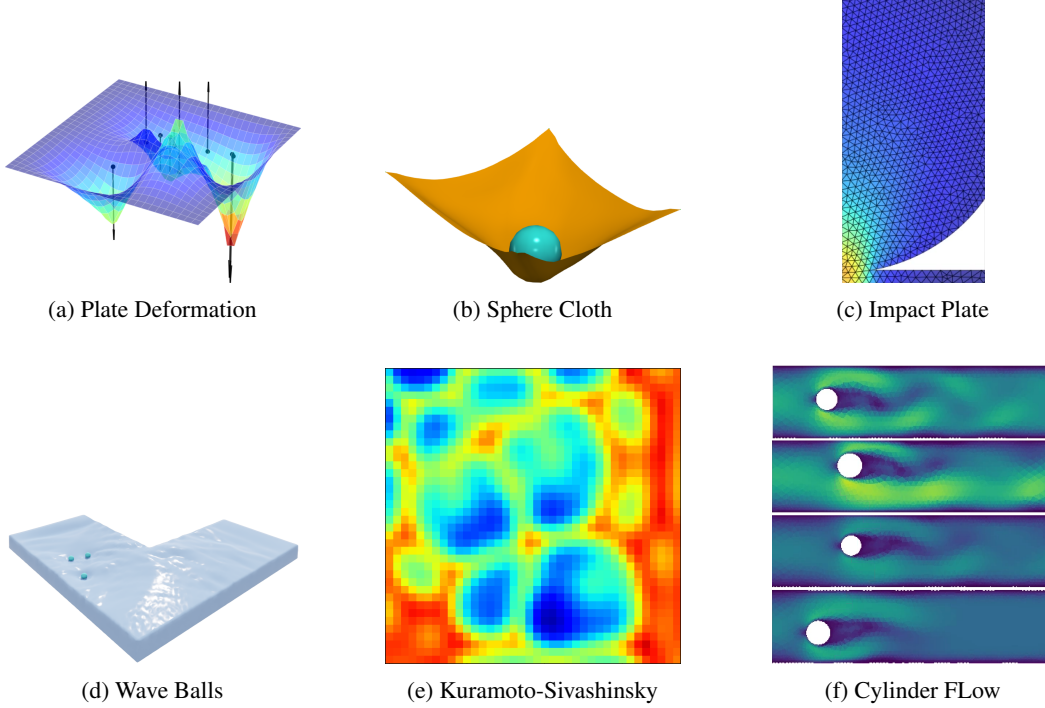 (a) Plate Deformation
(b) Sphere Cloth
(c) Impact Plate
(d) Wave Balls
(e) Kuramoto-Sivashinsky
(f) Cylinder FLow